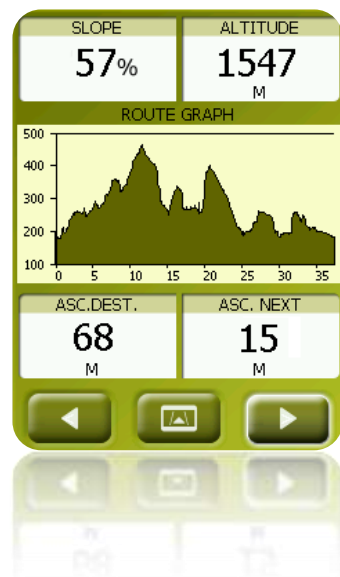 SLOPE ALTITUDE
57% 1547
M
ROUTE GRAPH
500
400
300
200
100
0 5 10 15 20 25 30 35
ASC.DEST. ASC. NEXT
68 15
M M